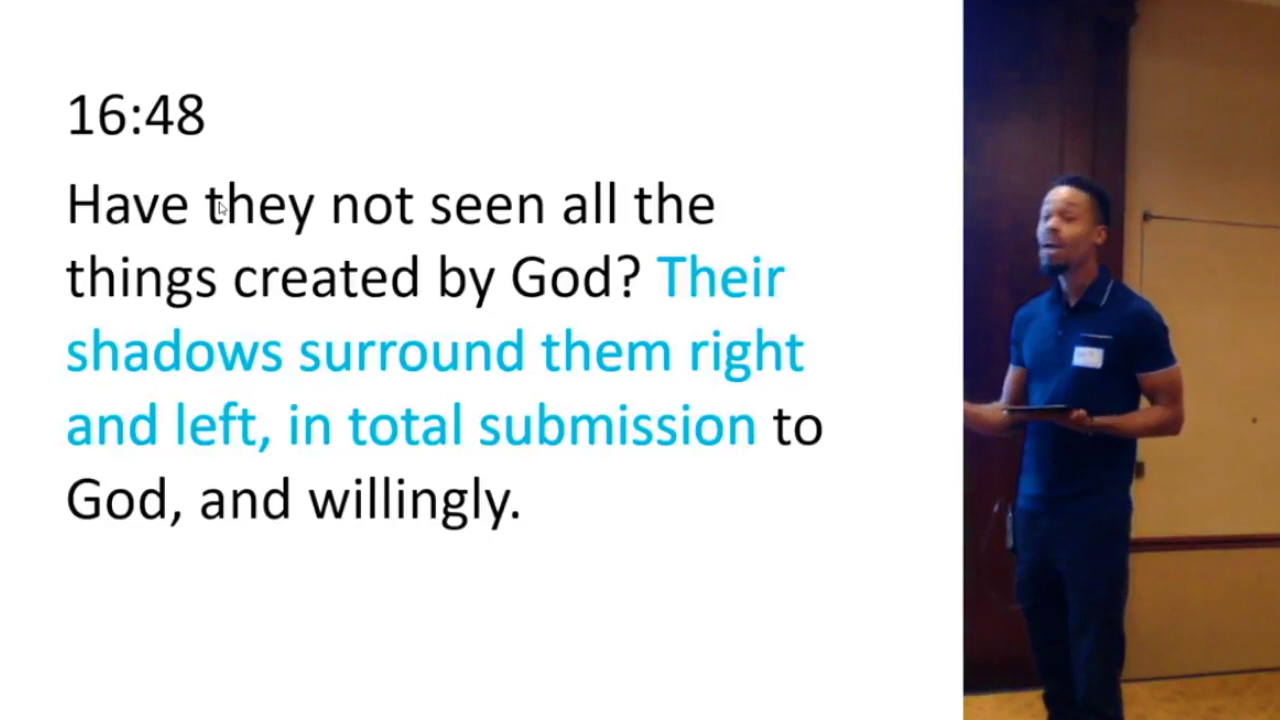 16:48
Have they not seen all the
things created by God? Their
shadows surround them right
and left, in total submission to
God, and willingly.